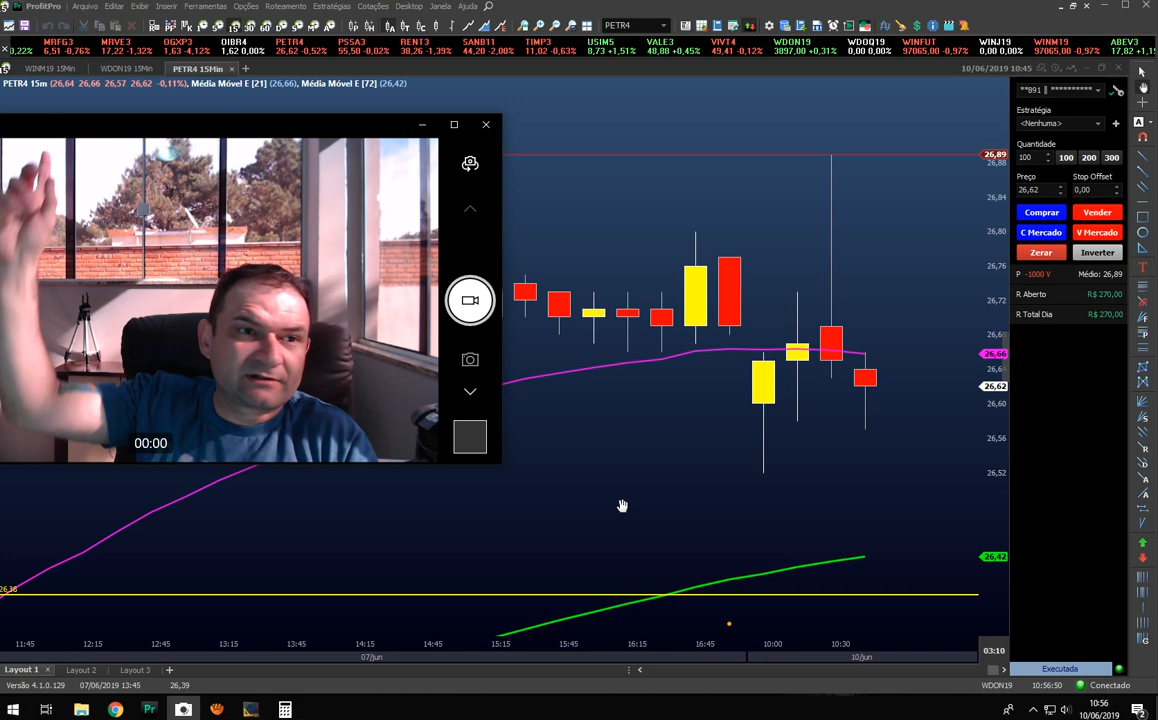 ProfitPro Arquivo Editar Exibir Inserir Ferramentas Opções Roteamento Estratégias Cotações Desktop Janela Ajuda
PETR4
MRFG3 MRVE3 OGXP3 OIBR4 PETR4 PSSA3 RENT3 SANB11 TIMP3 USIM5 VALE3 VIVT4 WDON19 WDOQ19 WINFUT WINJ19 WINM19 ABEV3
0,22% 6,51 -0,76% 17,22 -1,32% 1,63 -4,12% 1,62 0,00% 26,62 -0,52% 55,50 -0,02% 38,26 -1,39% 44,20 -2,00% 11,02 -0,63% 8,73 +1,51% 48,88 +0,45% 49,41 -0,12% 3897,00 +0,31% 0,00 0,00% 97065,00 -0,97% 0,00 0,00% 97065,00 -0,97%
WINM19 15Min WDON19 15Min PETR4 15Min
10/06/2019 10:45
PETR4 15m (26,64 26,66 26,57 26,62 -0,11%), Média Móvel E [21] (26,66), Média Móvel E [72] (26,42)
26,89
26,88
26,84
26,80
26,76
26,72
26,66
26,62
26,60
26,56
26,52
26,42
26,38
00:00
**891 || **********
Estratégia
<Nenhuma>
Quantidade
100 100 200 300
Preço Stop Offset
26,62 0,00
Comprar Vender
C Mercado V Mercado
Zerar Inverter
P -1000 V Médio: 26,89
R Aberto R$ 270,00
R Total Dia R$ 270,00
11:45 12:15 12:45 13:15 13:45 14:15 14:45 15:15 15:45 16:15 16:45 10:00 10:30
07/jun 10/jun
03:10
Layout 1 Layout 2 Layout 3
Executada
Versão 4.1.0.129 07/06/2019 13:45 26,39 WDON19 10:56:50 Conectado
10:56
10/06/2019